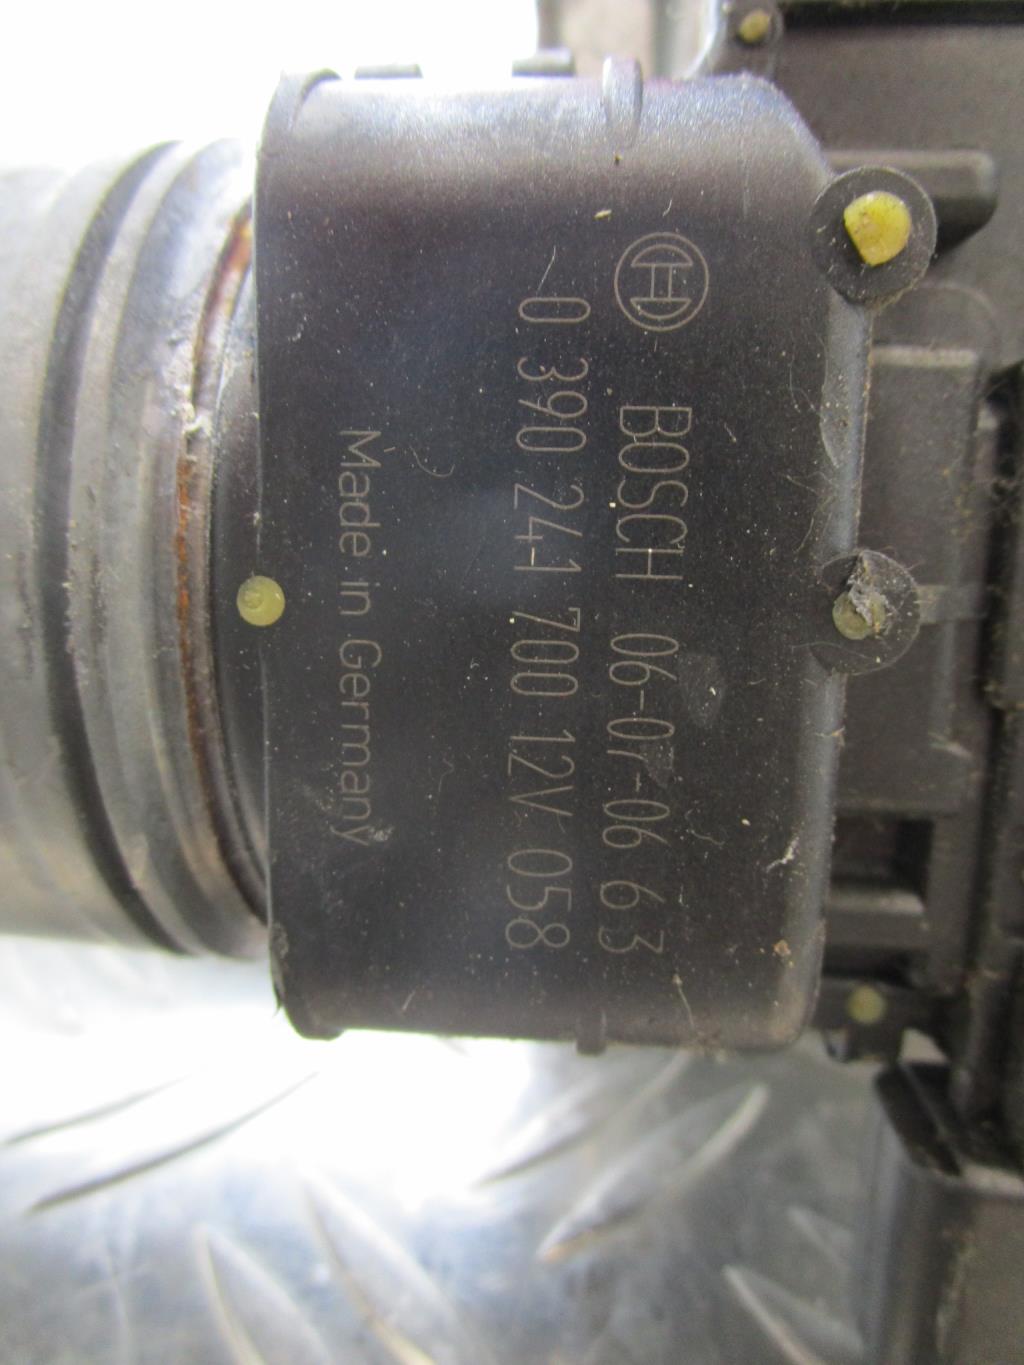 BOSCH 06-07-06 63
0 390 241 700 12V 058
Made in Germany